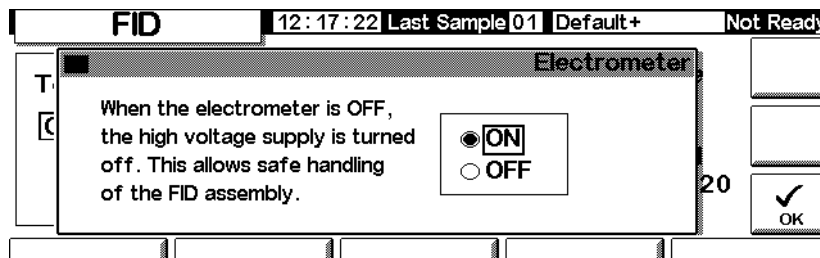 FID 12:17:22 Last Sample 01 Default+ Not Ready
Electrometer
When the electrometer is OFF,
the high voltage supply is turned
off. This allows safe handling
of the FID assembly.
ON
OFF
20
OK